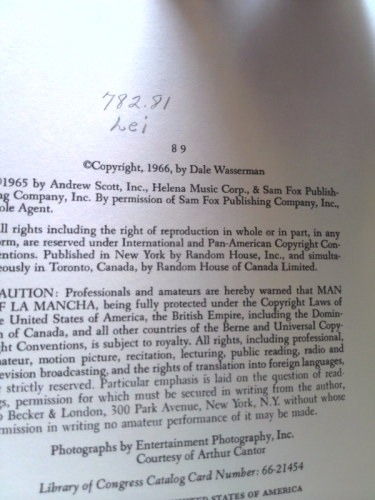 782.81
Lei
8 9
©Copyright, 1966, by Dale Wasserman
©1965 by Andrew Scott, Inc., Helena Music Corp., & Sam Fox Publish-
ng Company, Inc. By permission of Sam Fox Publishing Company, Inc.,
ole Agent.
ll rights including the right of reproduction in whole or in part, in any
orm, are reserved under International and Pan-American Copyright Con-
entions. Published in New York by Random House, Inc., and simulta-
eously in Toronto, Canada, by Random House of Canada Limited.
AUTION: Professionals and amateurs are hereby warned that MAN
F LA MANCHA, being fully protected under the Copyright Laws of
e United States of America, the British Empire, including the Domin-
n of Canada, and all other countries of the Berne and Universal Copy-
ght Conventions, is subject to royalty. All rights, including professional,
ateur, motion picture, recitation, lecturing, public reading, radio and
evision broadcasting, and the rights of translation into foreign languages,
e strictly reserved. Particular emphasis is laid on the question of read-
gs, permission for which must be secured in writing from the author,
o Becker & London, 300 Park Avenue, New York, N.Y. without whose
rmission in writing no amateur performance of it may be made.
Photographs by Entertainment Photography, Inc.
Courtesy of Arthur Cantor
Library of Congress Catalog Card Number: 66-21454
STATES OF AMERICA